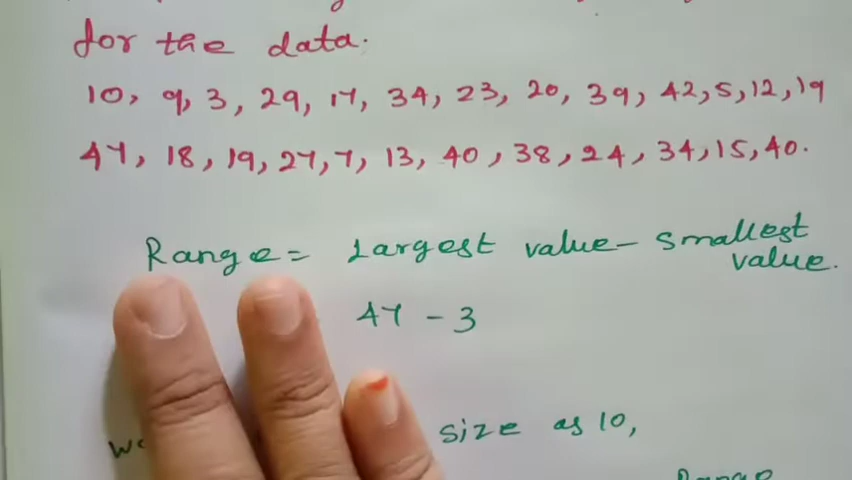 for the data.
10, 9, 3, 29, 17, 34, 23, 20, 39, 42, 5, 12, 19
47, 18, 19, 27, 7, 13, 40, 38, 24, 34, 15, 40.
Range = Largest value - smallest
value.
47 - 3
size as 10,
Range